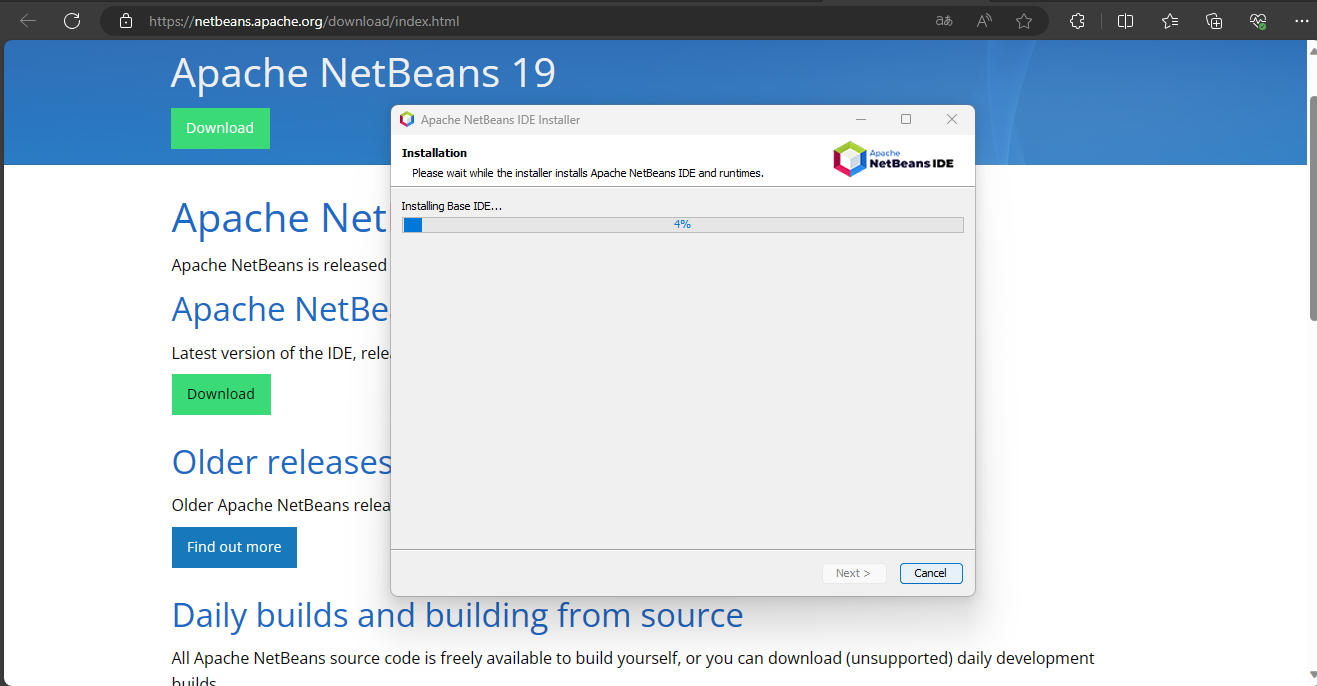 https://netbeans.apache.org/download/index.html
aあ
A
Apache NetBeans 19
Download
Apache NetBeans IDE Installer
Installation
Please wait while the installer installs Apache NetBeans IDE and runtimes.
Apache
NetBeans IDE
Installing Base IDE...
4%
Next >
Cancel
Apache Net
Apache NetBeans is released
Apache NetBe
Latest version of the IDE, rele
Download
Older releases
Older Apache NetBeans relea
Find out more
Daily builds and building from source
All Apache NetBeans source code is freely available to build yourself, or you can download (unsupported) daily development
builds